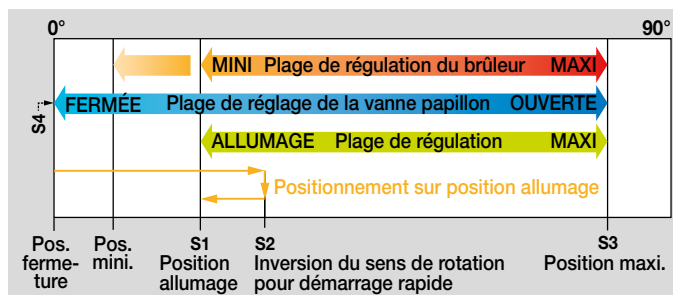 0° 90°
MINI Plage de régulation du brûleur MAXI
FERMÉE Plage de réglage de la vanne papillon OUVERTE
S4
ALLUMAGE Plage de régulation MAXI
Positionnement sur position allumage
Pos. Pos. S1 S2 S3
ferme- mini. Position Inversion du sens de rotation Position maxi.
ture allumage pour démarrage rapide